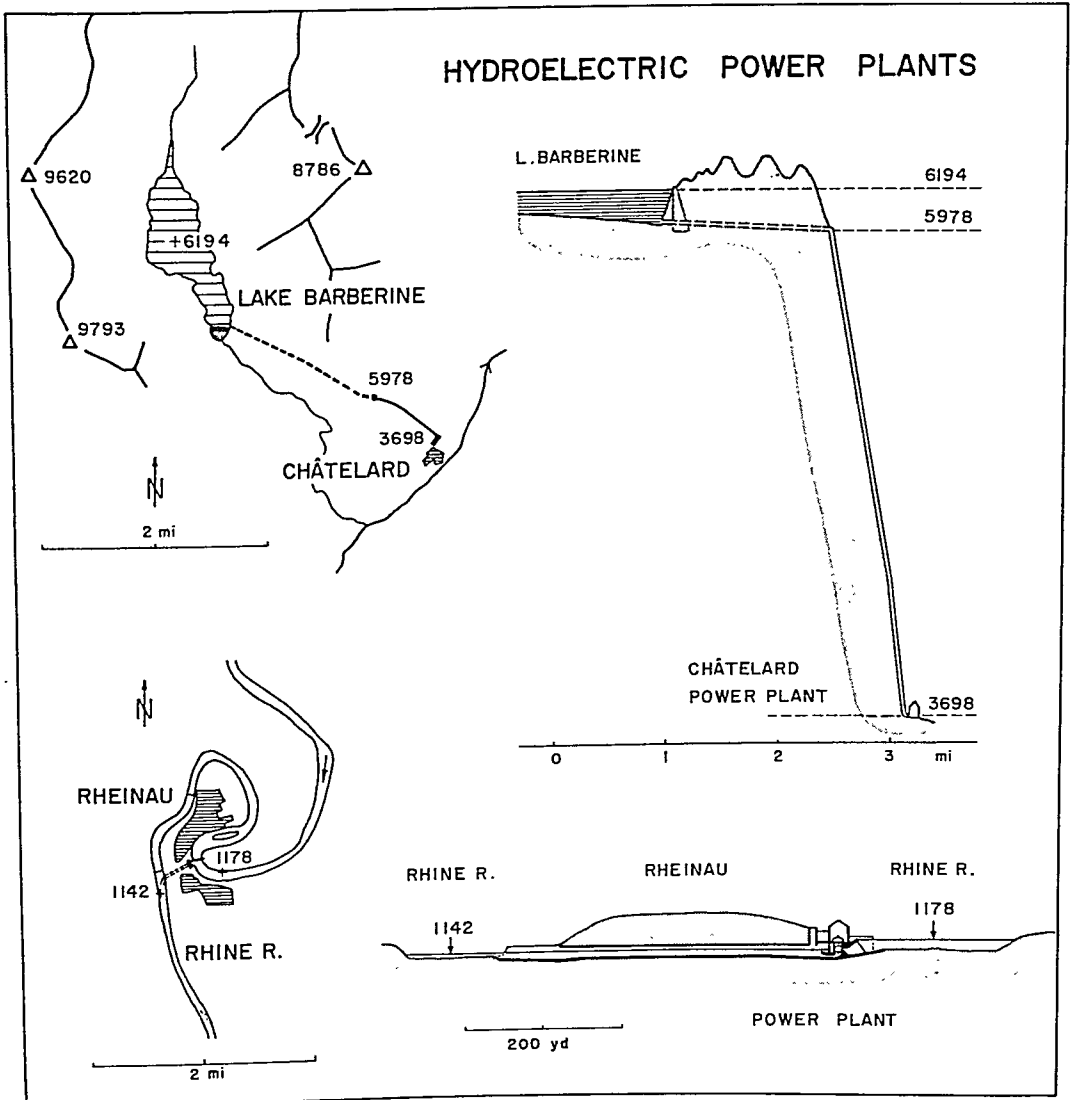 HYDROELECTRIC POWER PLANTS
9620
8786
+6194
LAKE BARBERINE
9793
5978
3698
CHÂTELARD
N
2 mi
L. BARBERINE
6194
5978
CHÂTELARD
POWER PLANT
3698
0 1 2 3 mi
N
RHEINAU
1178
1142
RHINE R.
2 mi
RHINE R.
RHEINAU
RHINE R.
1142
1178
POWER PLANT
200 yd